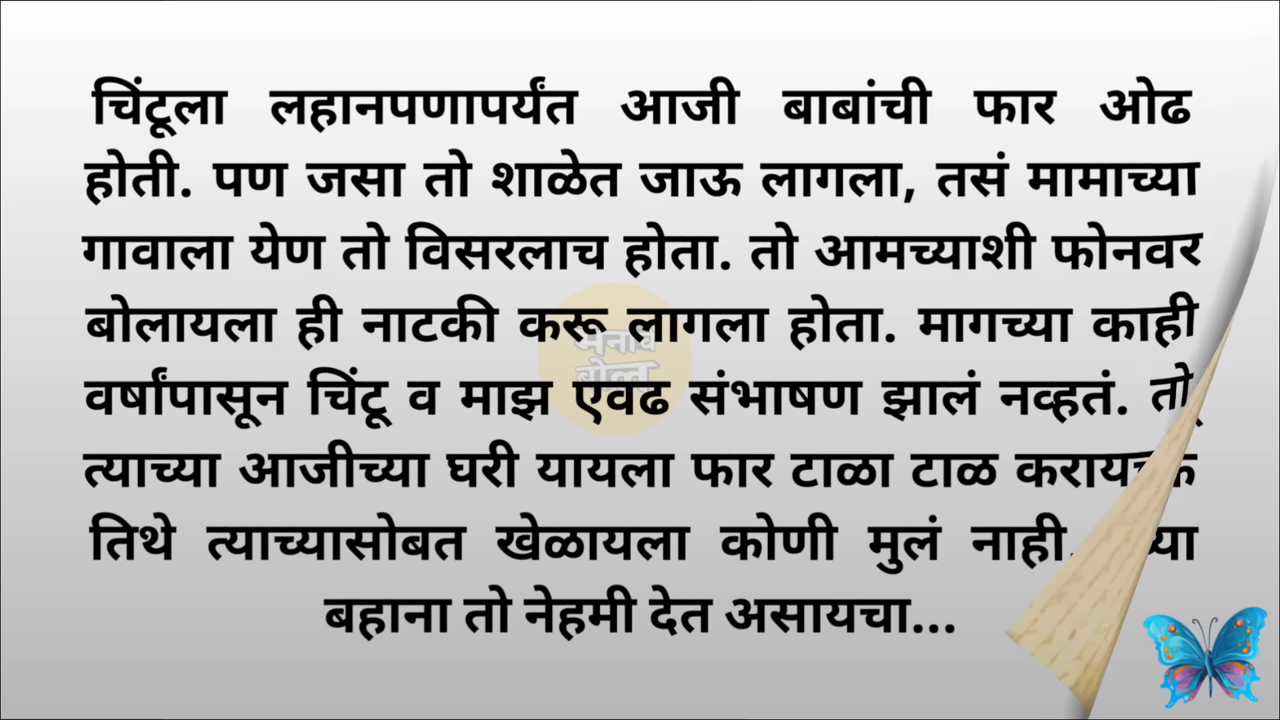 चिंटूला लहानपणापर्यंत आजी बाबांची फार ओढ
होती. पण जसा तो शाळेत जाऊ लागला, तसं मामाच्या
गावाला येण तो विसरलाच होता. तो आमच्याशी फोनवर
बोलायला ही नाटकी करू लागला होता. मागच्या काही
वर्षांपासून चिंटू व माझ एवढ संभाषण झालं नव्हतं. तो
त्याच्या आजीच्या घरी यायला फार टाळा टाळ
तिथे त्याच्यासोबत खेळायला कोणी मुलं नाही.
बहाना तो नेहमी देत असायचा...